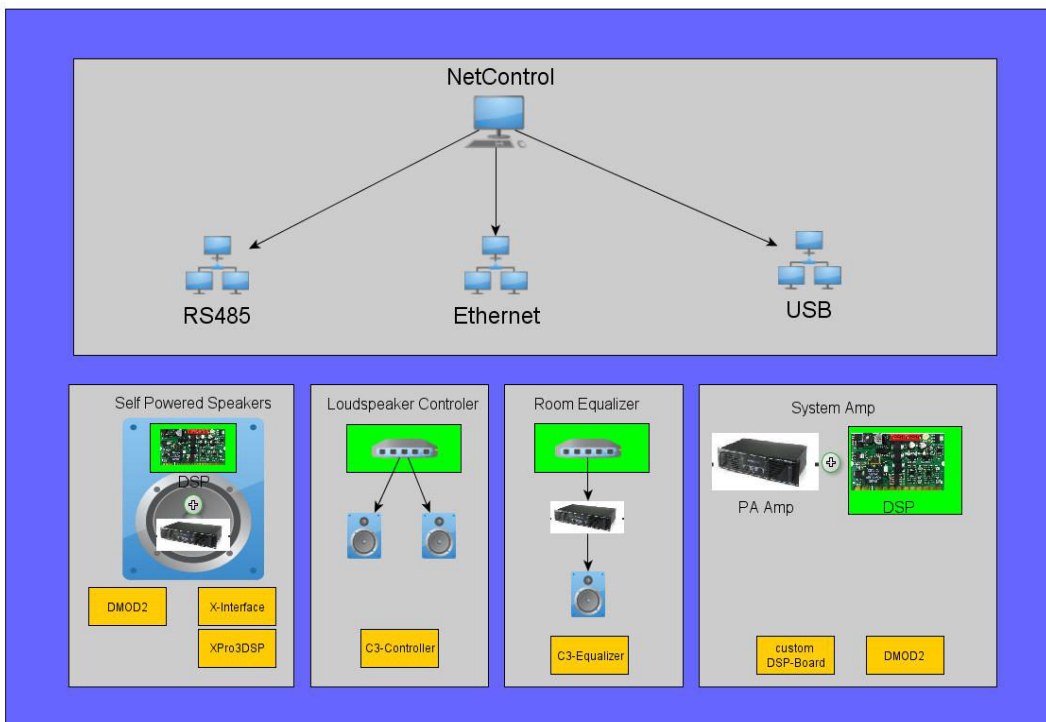 NetControl
RS485
Ethernet
USB
Self Powered Speakers
DSP
DMOD2
X-Interface
XPro3DSP
Loudspeaker Controler
C3-Controller
Room Equalizer
C3-Equalizer
System Amp
PA Amp
DSP
custom
DSP-Board
DMOD2